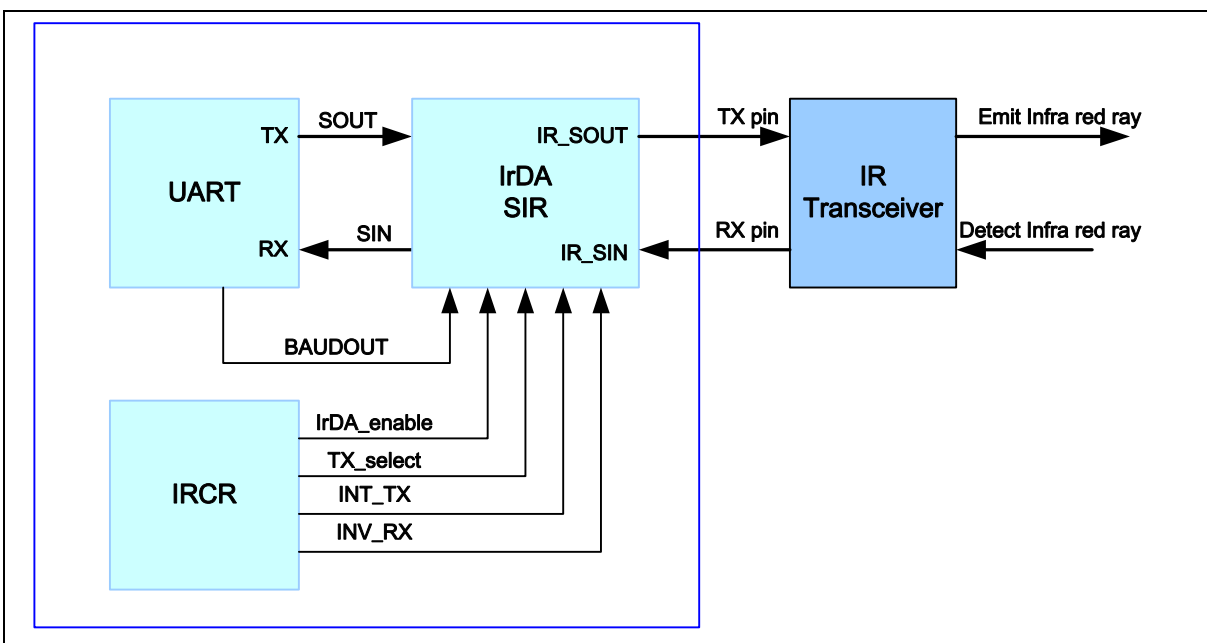 SOUT
TX
UART
SIN
RX
BAUDOUT
IR_SOUT
IrDA
SIR
IR_SIN
TX pin
RX pin
IR
Transceiver
Emit Infra red ray
Detect Infra red ray
IRCR
IrDA_enable
TX_select
INT_TX
INV_RX